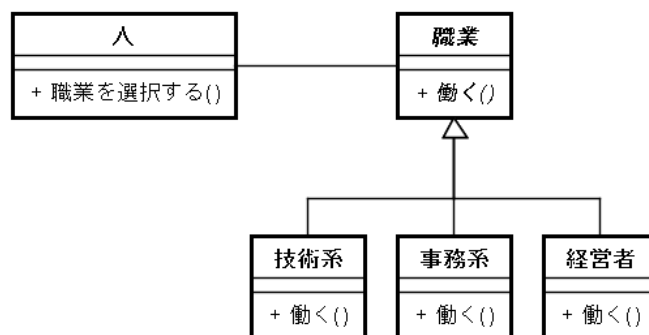 人
+ 職業を選択する()
職業
+ 働く()
技術系
+ 働く()
事務系
+ 働く()
経営者
+ 働く()